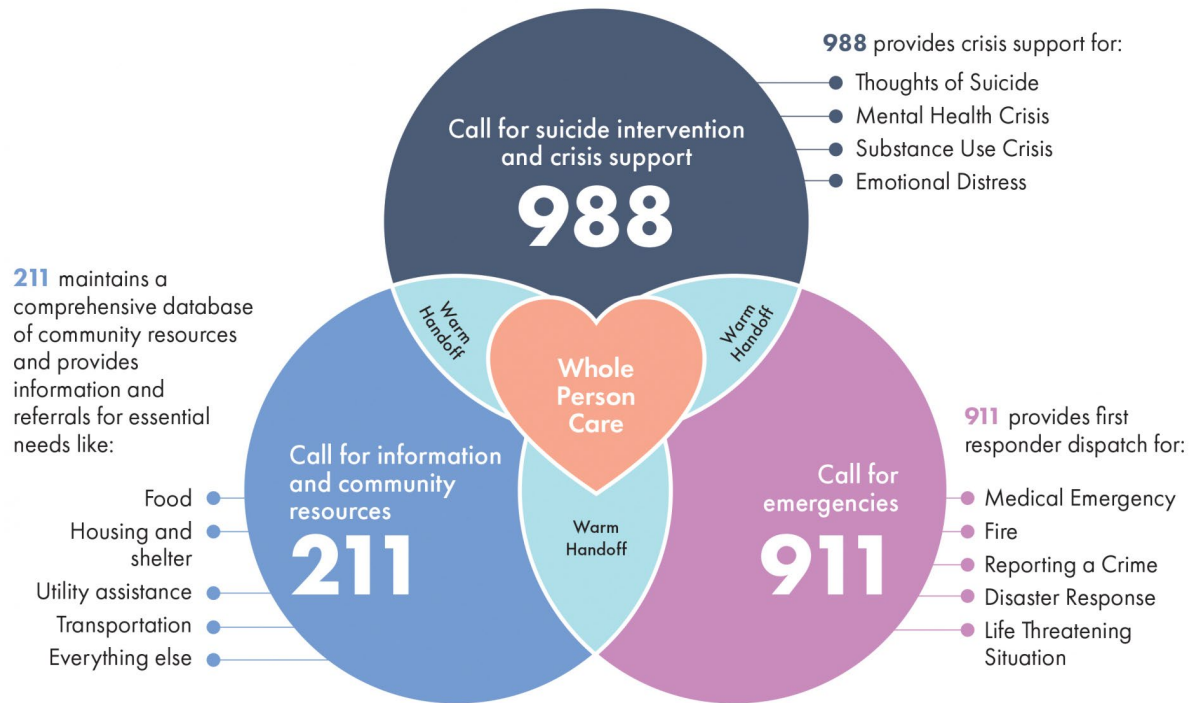 988 provides crisis support for:
Thoughts of Suicide
Mental Health Crisis
Substance Use Crisis
Emotional Distress
Call for suicide intervention
and crisis support
988
211 maintains a
comprehensive database
of community resources
and provides
information and
referrals for essential
needs like:
Food
Housing and
shelter
Utility assistance
Transportation
Everything else
Warm
Handoff
Warm
Handoff
Whole
Person
Care
Call for information
and community
resources
211
Warm
Handoff
Call for
emergencies
911
911 provides first
responder dispatch for:
Medical Emergency
Fire
Reporting a Crime
Disaster Response
Life Threatening
Situation